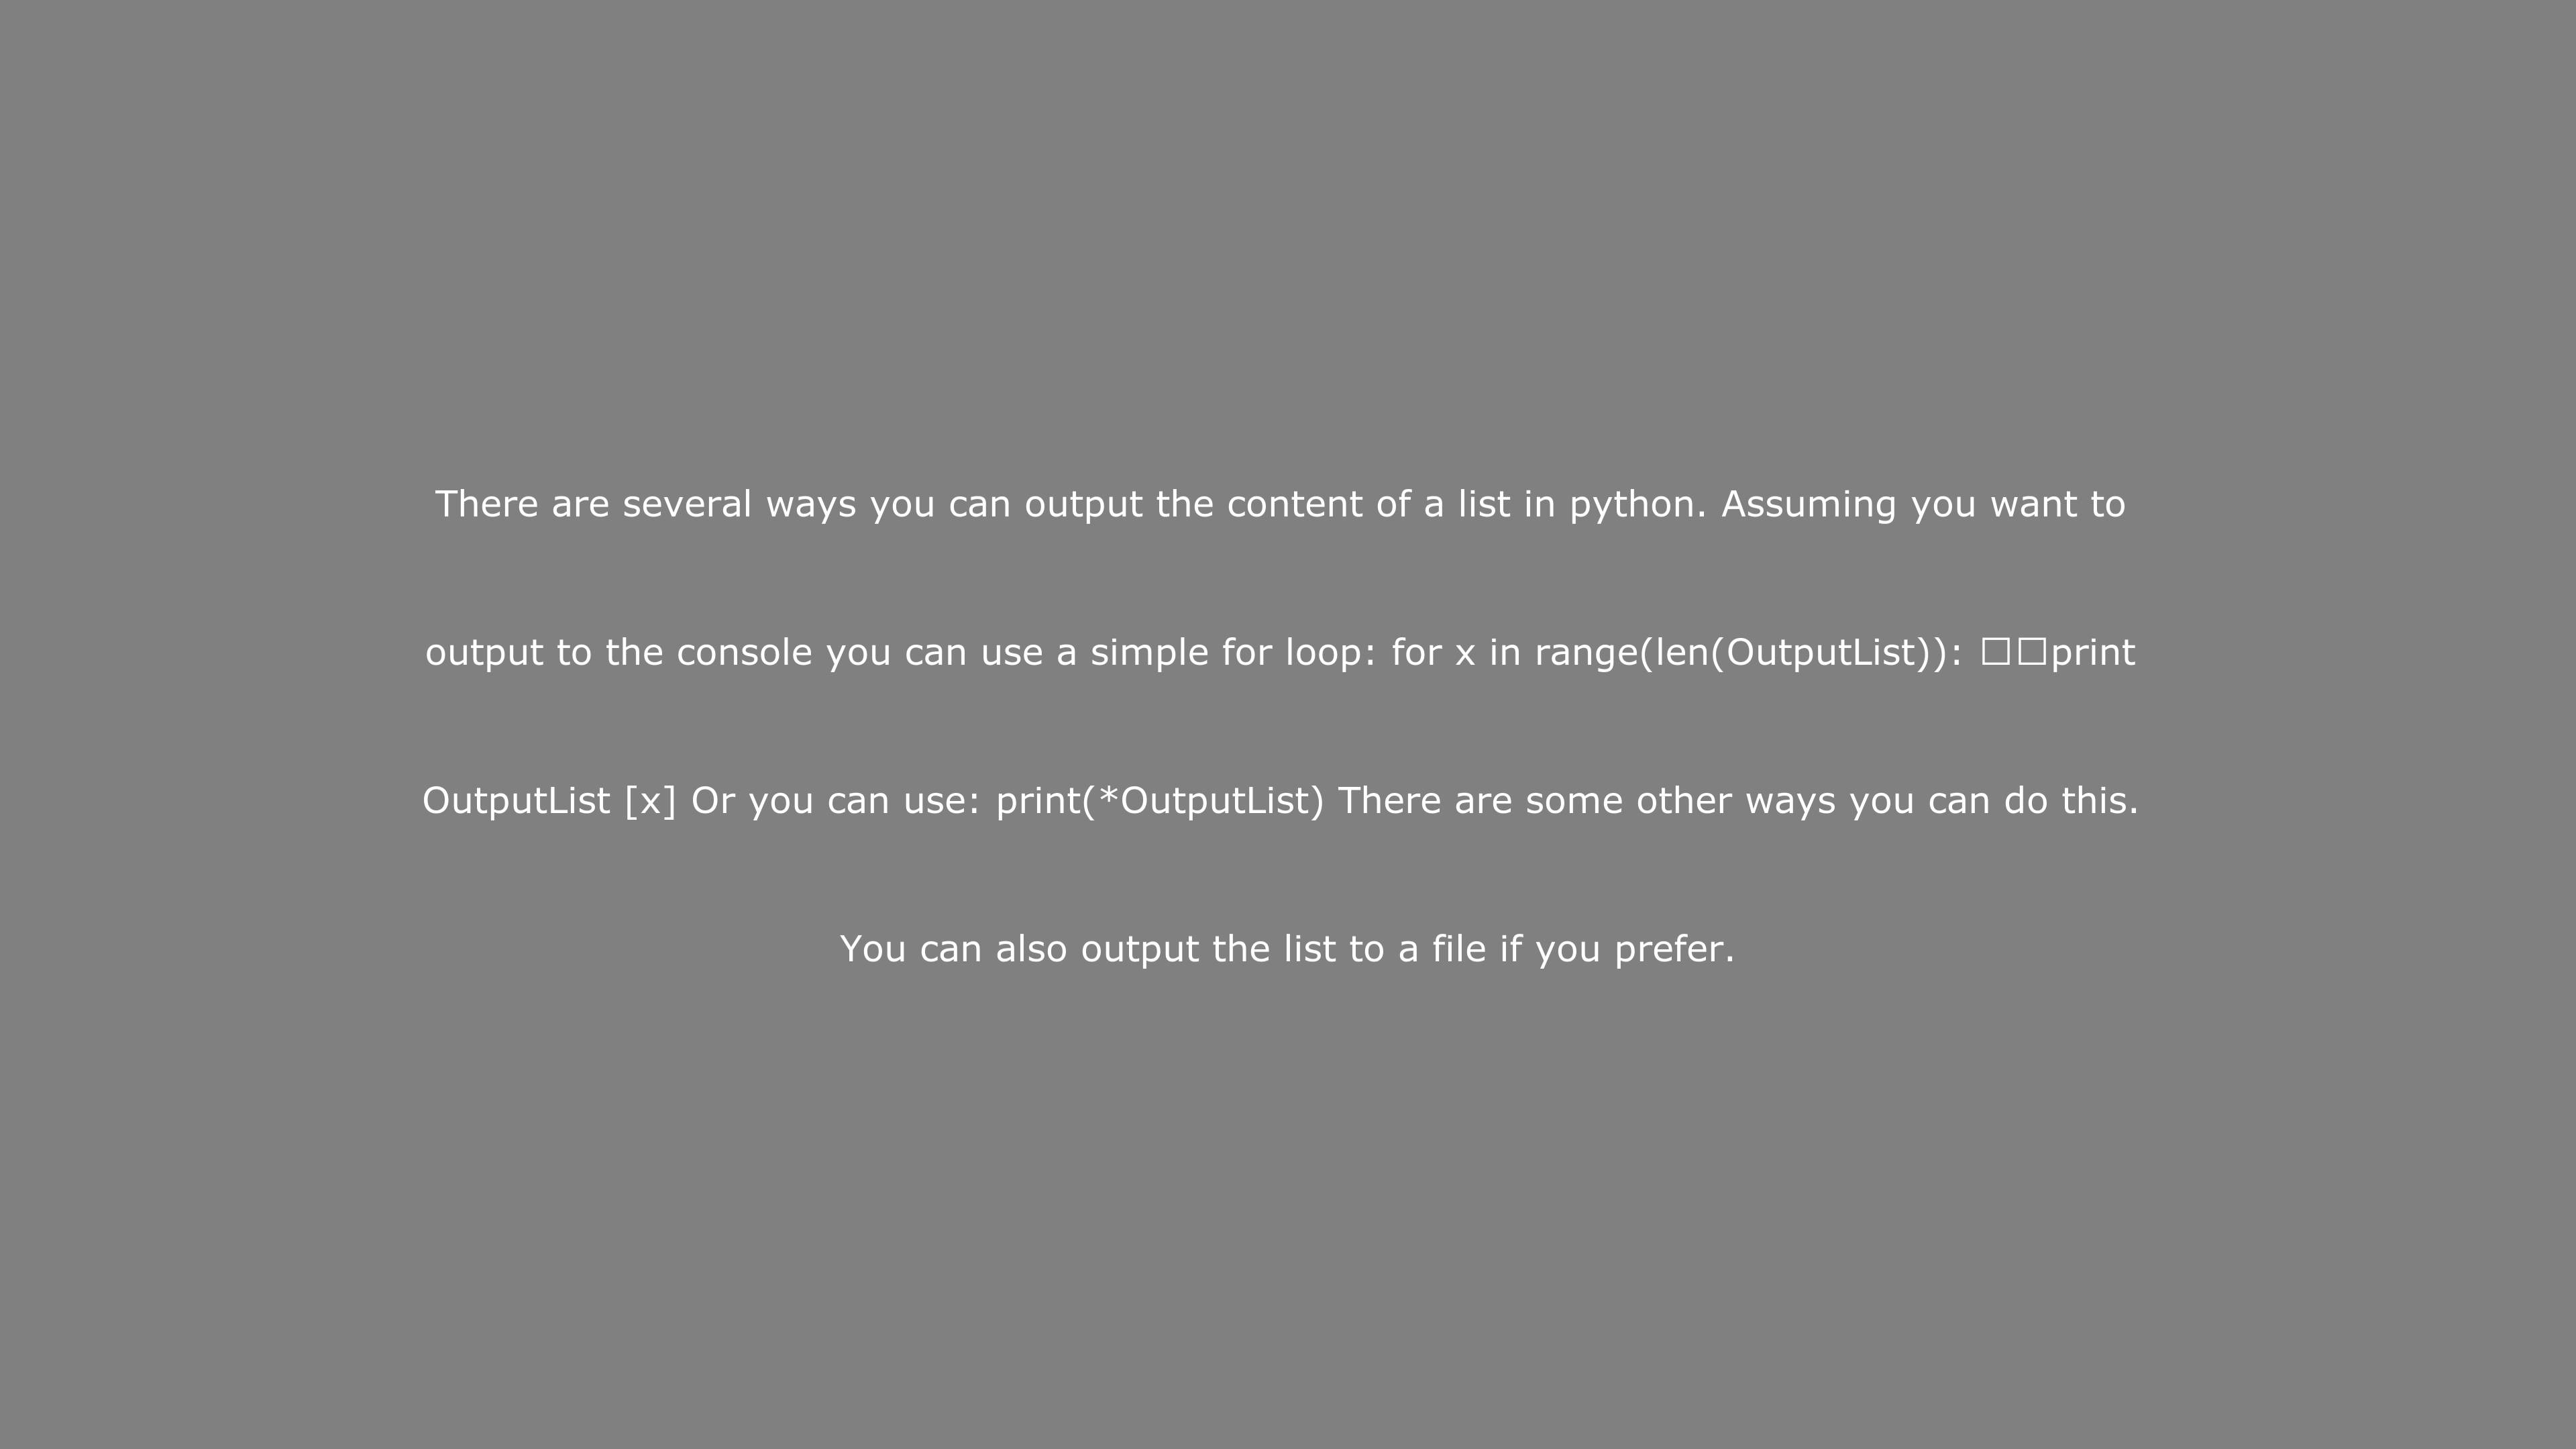 There are several ways you can output the content of a list in python. Assuming you want to
output to the console you can use a simple for loop: for x in range(len(OutputList)): □□print
OutputList [x] Or you can use: print(*OutputList) There are some other ways you can do this.
You can also output the list to a file if you prefer.